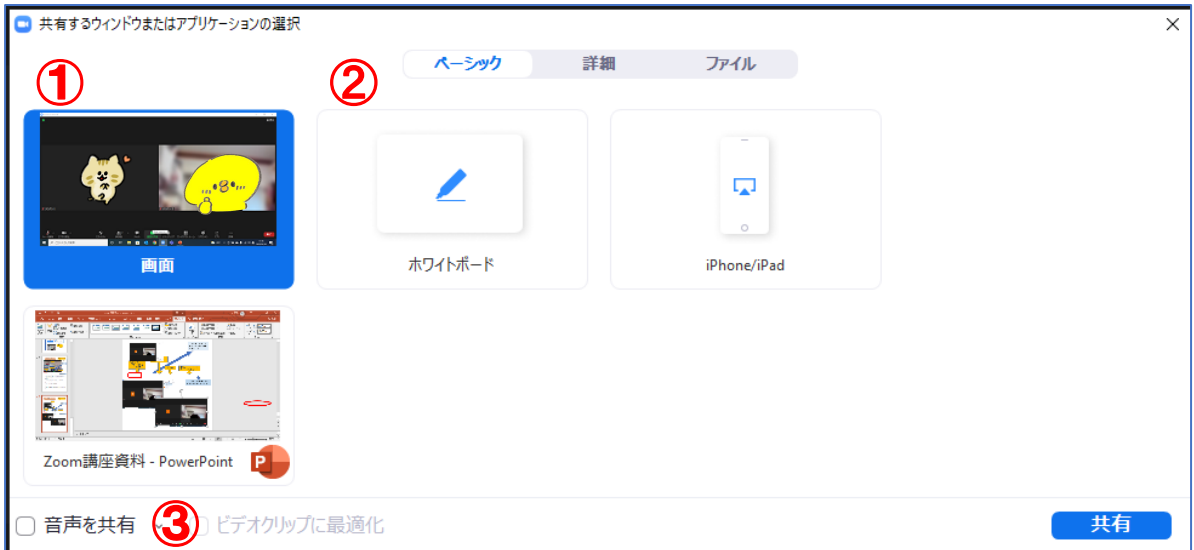 共有するウィンドウまたはアプリケーションの選択
ベーシック 詳細 ファイル
① ②
画面 ホワイトボード iPhone/iPad
Zoom講座資料 - PowerPoint
P
音声を共有 ③ ビデオクリップに最適化 共有